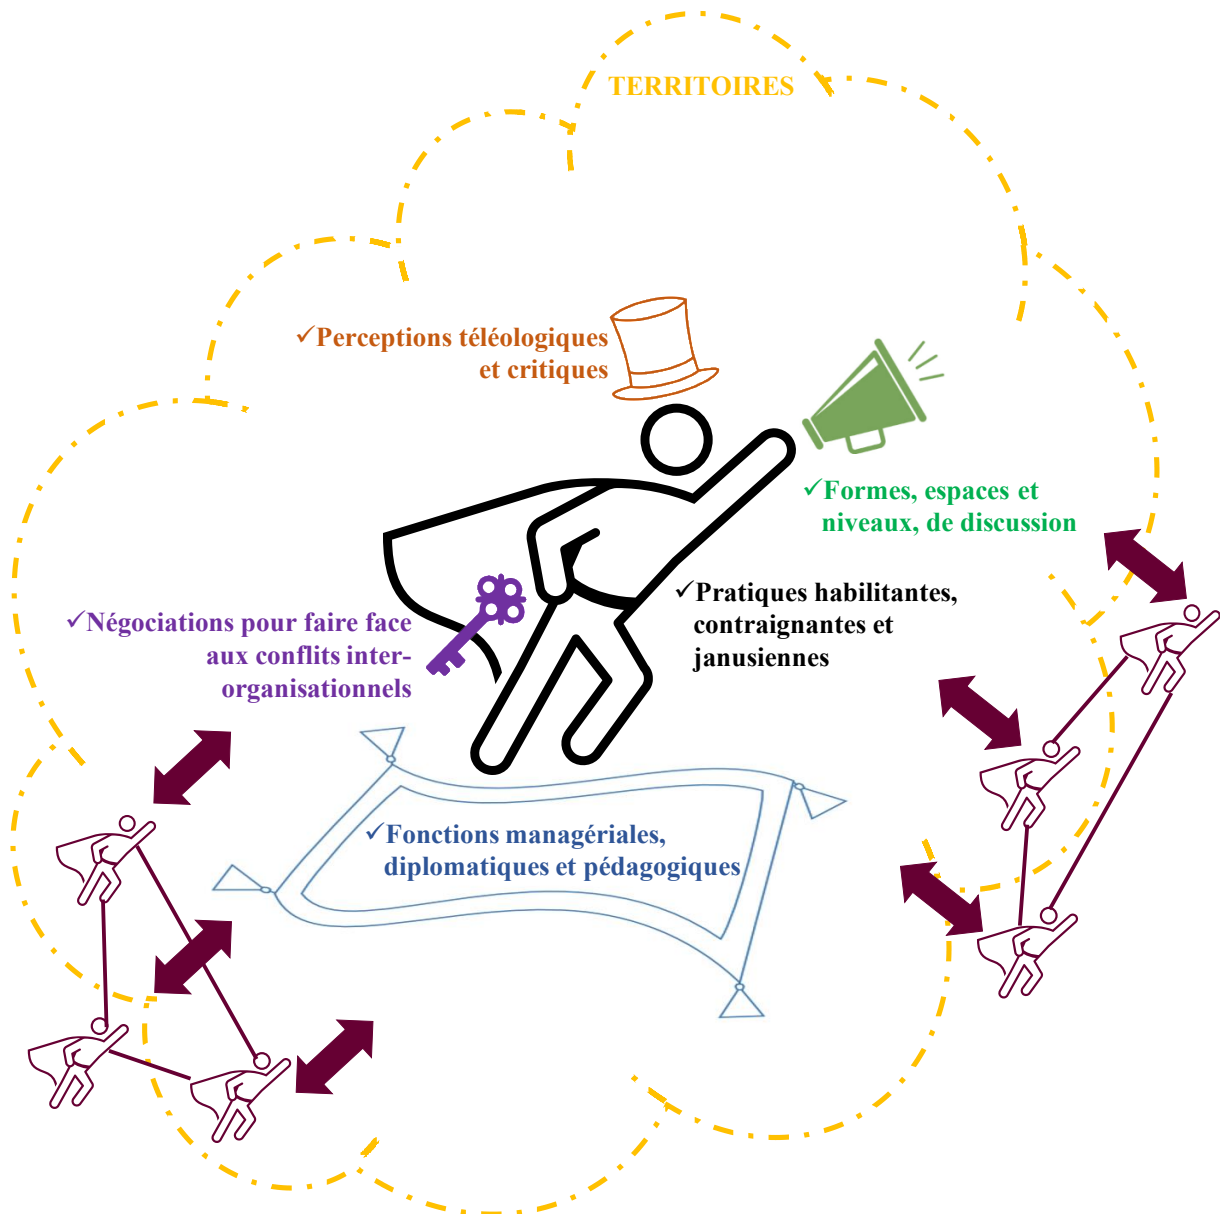 TERRITOIRES
✓Perceptions téléologiques
et critiques
✓Formes, espaces et
niveaux, de discussion
✓Pratiques habilitantes,
contraignantes et
janusiennes
✓Négociations pour faire face
aux conflits inter-
organisationnels
✓Fonctions managériales,
diplomatiques et pédagogiques